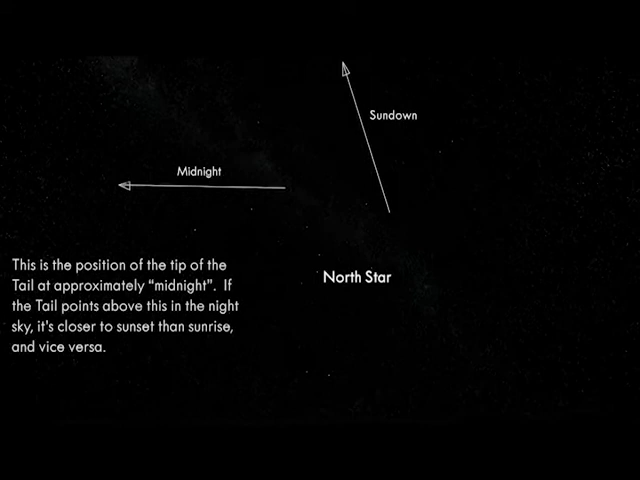 Sundown
Midnight
This is the position of the tip of the
Tail at approximately “midnight”.  If
the Tail points above this in the night
sky, it's closer to sunset than sunrise,
and vice versa.
North Star